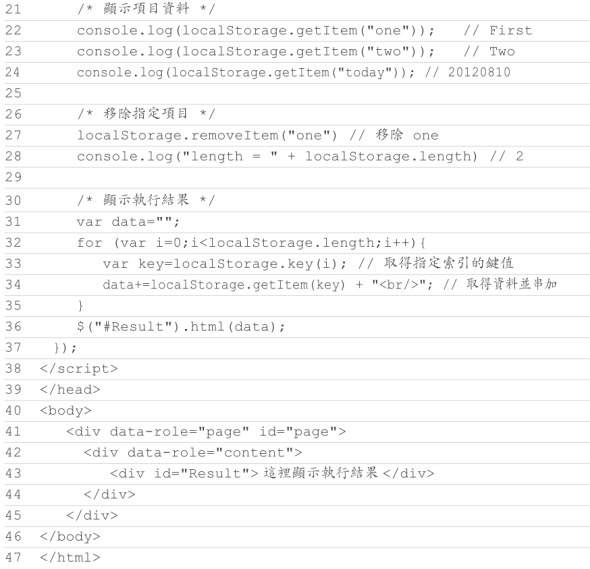 21 /* 顯示項目資料 */
22 console.log(localStorage.getItem("one")); // First
23 console.log(localStorage.getItem("two")); // Two
24 console.log(localStorage.getItem("today")); // 20120810
25
26 /* 移除指定項目 */
27 localStorage.removeItem("one") // 移除 one
28 console.log("length = " + localStorage.length) // 2
29
30 /* 顯示執行結果 */
31 var data="";
32 for (var i=0;i<localStorage.length;i++){
33 var key=localStorage.key(i); // 取得指定索引的鍵值
34 data+=localStorage.getItem(key) + "<br/>"; // 取得資料並串加
35 }
36 $("#Result").html(data);
37 });
38 </script>
39 </head>
40 <body>
41 <div data-role="page" id="page">
42 <div data-role="content">
43 <div id="Result">這裡顯示執行結果</div>
44 </div>
45 </div>
46 </body>
47 </html>